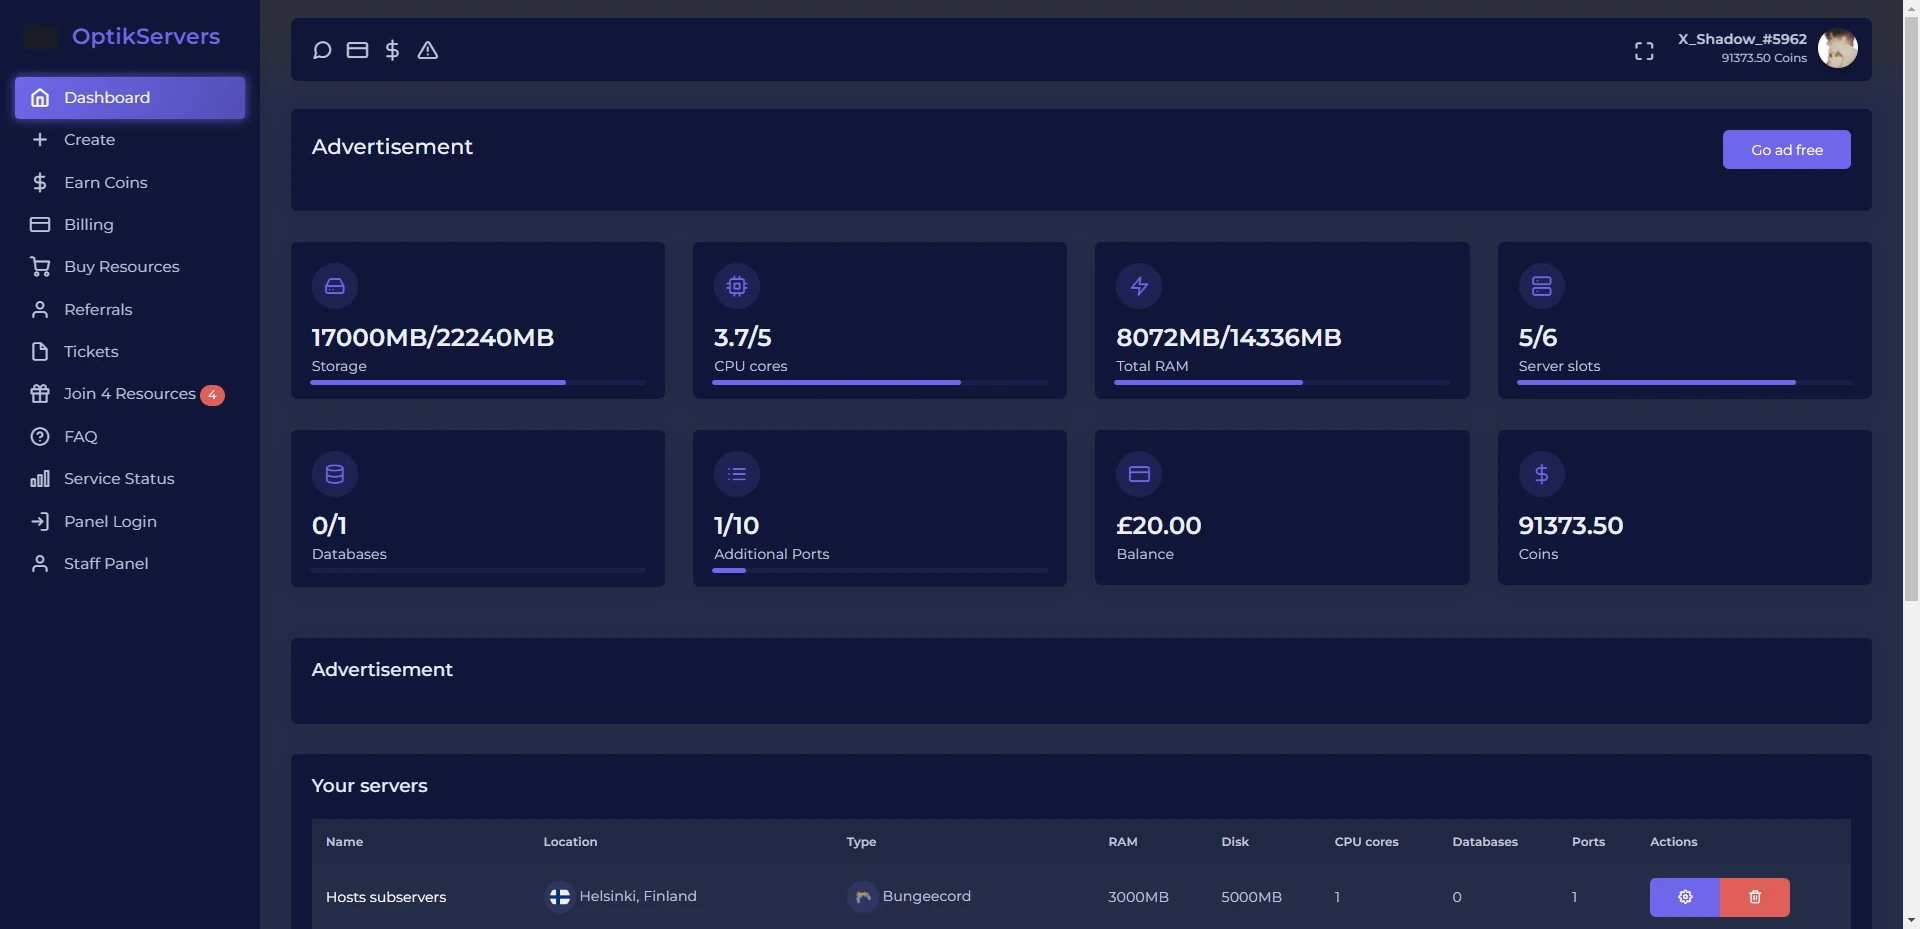 OptikServers
Dashboard
Create
Earn Coins
Billing
Buy Resources
Referrals
Tickets
Join 4 Resources 4
FAQ
Service Status
Panel Login
Staff Panel
X_Shadow_#5962
91373.50 Coins
Advertisement
Go ad free
17000MB/22240MB
Storage
3.7/5
CPU cores
8072MB/14336MB
Total RAM
5/6
Server slots
0/1
Databases
1/10
Additional Ports
£20.00
Balance
91373.50
Coins
Advertisement
Your servers
Name Location Type RAM Disk CPU cores Databases Ports Actions
Hosts subservers Helsinki, Finland Bungeecord 3000MB 5000MB 1 0 1